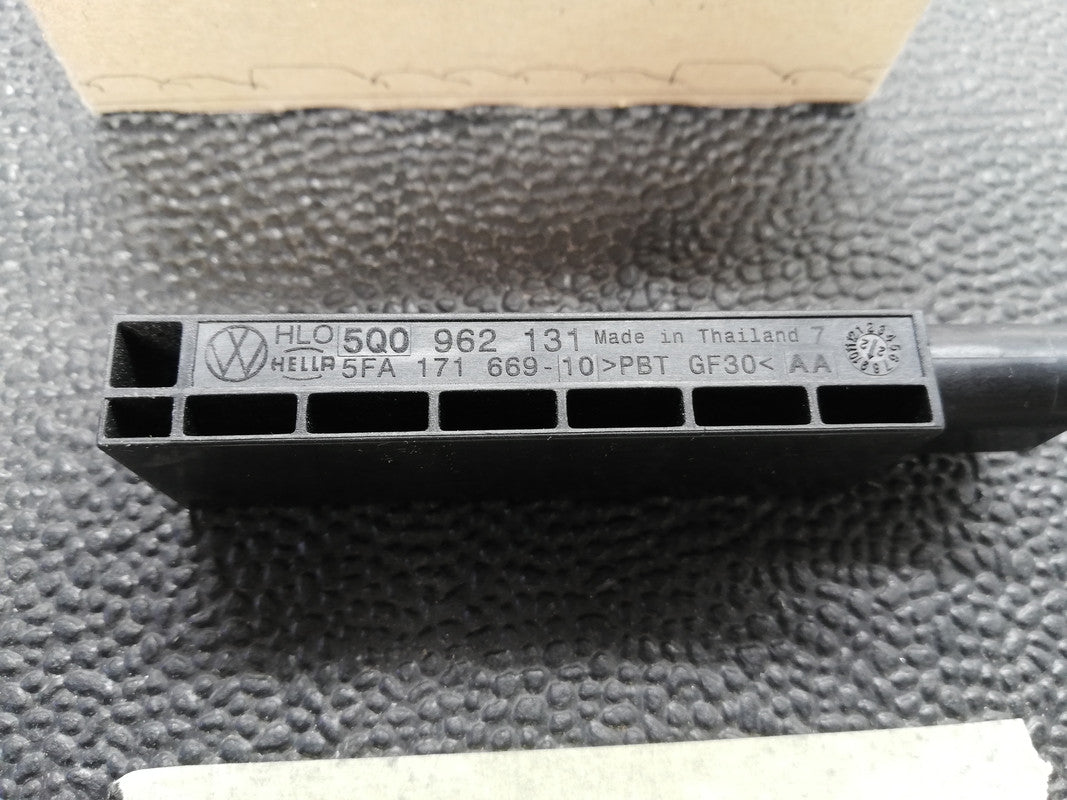 HLO 5Q0 962 131 Made in Thailand 7
HELLA 5FA 171 669-10 >PBT GF30< AA